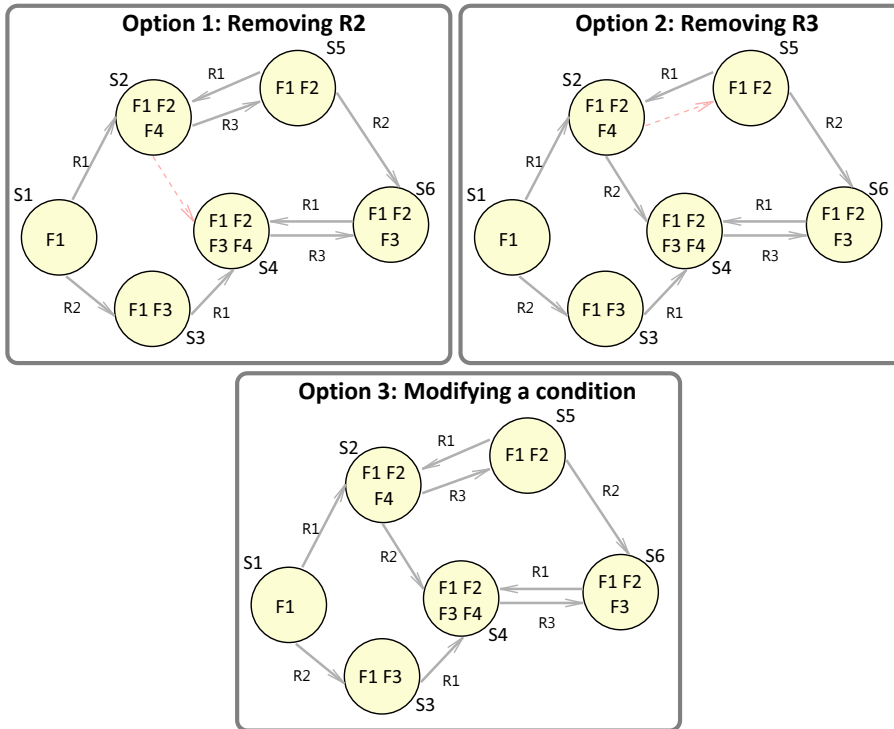 Option 1: Removing R2
S5
S2
R1
F1 F2
F1 F2
F4
R3
R2
R1
S1
S6
F1
F1 F2
F3 F4
R1
F1 F2
F3
R3
S4
R2
F1 F3
R1
S3
Option 2: Removing R3
S5
S2
R1
F1 F2
F1 F2
F4
R2
R1
R2
S1
S6
F1
F1 F2
F3 F4
R1
F1 F2
F3
R3
S4
R2
F1 F3
R1
S3
Option 3: Modifying a condition
S5
S2
R1
F1 F2
F1 F2
F4
R3
R2
R1
R2
S1
S6
F1
F1 F2
F3 F4
R1
F1 F2
F3
R3
S4
R2
F1 F3
R1
S3